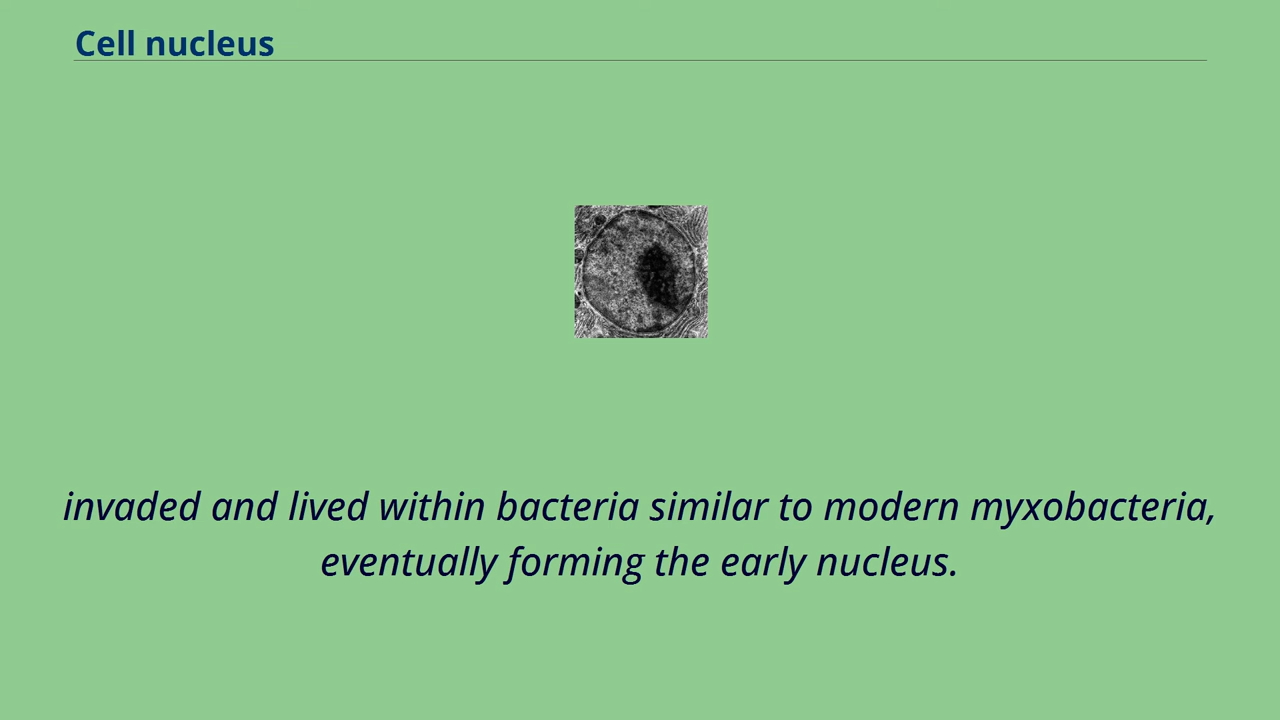 Cell nucleus
invaded and lived within bacteria similar to modern myxobacteria,
eventually forming the early nucleus.